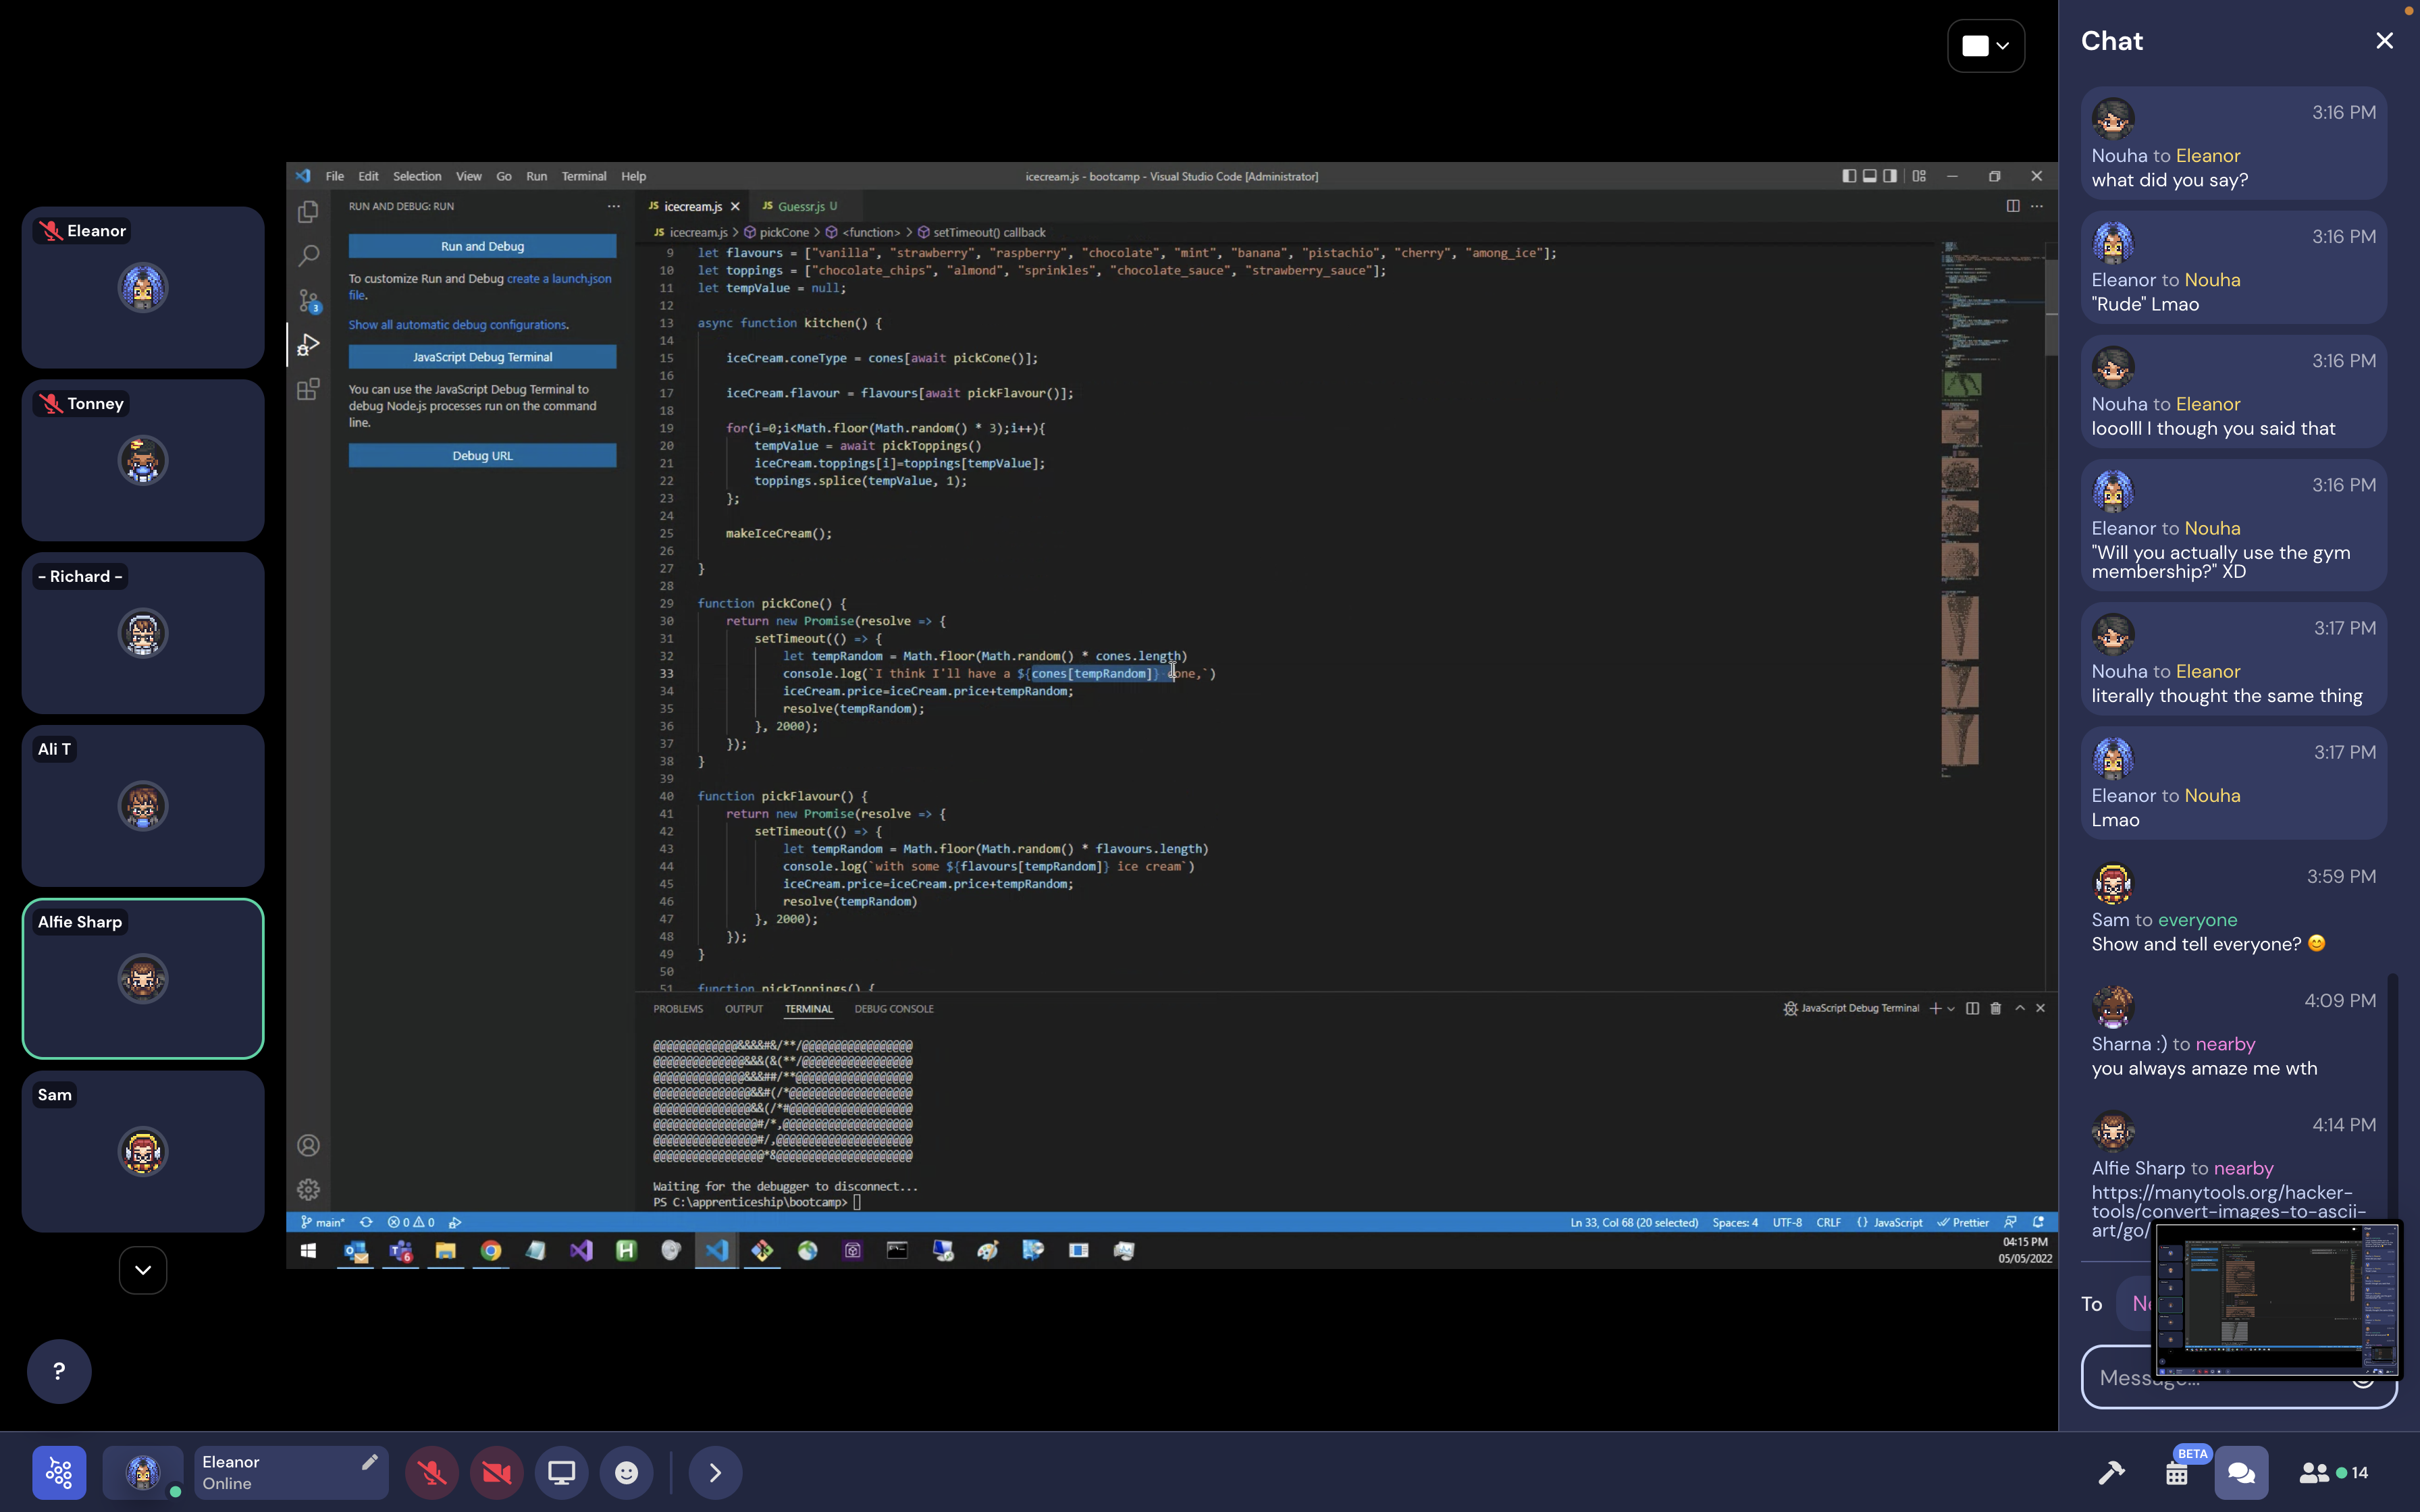 Eleanor
Tonney
- Richard -
Ali T
Alfie Sharp
Sam
?
File Edit Selection View Go Run Terminal Help
icecream.js - bootcamp - Visual Studio Code [Administrator]
RUN AND DEBUG: RUN
Run and Debug
To customize Run and Debug create a launch.json
file.
Show all automatic debug configurations.
JavaScript Debug Terminal
You can use the JavaScript Debug Terminal to
debug Node.js processes run on the command
line.
Debug URL
3
JS icecream.js
JS Guessr.js U
JS icecream.js > pickCone > <function> > setTimeout() callback
9 let flavours = ["vanilla", "strawberry", "raspberry", "chocolate", "mint", "banana", "pistachio", "cherry", "among_ice"];
10 let toppings = ["chocolate_chips", "almond", "sprinkles", "chocolate_sauce", "strawberry_sauce"];
11 let tempValue = null;
12
13 async function kitchen() {
14
15 iceCream.coneType = cones[await pickCone()];
16
17 iceCream.flavour = flavours[await pickFlavour()];
18
19 for(i=0;i<Math.floor(Math.random() * 3);i++){
20 tempValue = await pickToppings()
21 iceCream.toppings[i]=toppings[tempValue];
22 toppings.splice(tempValue, 1);
23 };
24
25 makeIceCream();
26
27 }
28
29 function pickCone() {
30 return new Promise(resolve => {
31 setTimeout(() => {
32 let tempRandom = Math.floor(Math.random() * cones.length)
33 console.log(`I think I'll have a ${cones[tempRandom]} cone,`)
34 iceCream.price=iceCream.price+tempRandom;
35 resolve(tempRandom);
36 }, 2000);
37 });
38 }
39
40 function pickFlavour() {
41 return new Promise(resolve => {
42 setTimeout(() => {
43 let tempRandom = Math.floor(Math.random() * flavours.length)
44 console.log(`with some ${flavours[tempRandom]} ice cream`)
45 iceCream.price=iceCream.price+tempRandom;
46 resolve(tempRandom)
47 }, 2000);
48 });
49 }
50
51 function pickToppings() {
PROBLEMS OUTPUT TERMINAL DEBUG CONSOLE
JavaScript Debug Terminal
Waiting for the debugger to disconnect...
PS C:\apprenticeship\bootcamp>
main* 0 0
Ln 33, Col 68 (20 selected) Spaces: 4 UTF-8 CRLF {} JavaScript Prettier
04:15 PM
05/05/2022
Chat
3:16 PM
Nouha to Eleanor
what did you say?
3:16 PM
Eleanor to Nouha
"Rude" Lmao
3:16 PM
Nouha to Eleanor
looolll I though you said that
3:16 PM
Eleanor to Nouha
"Will you actually use the gym
membership?" XD
3:17 PM
Nouha to Eleanor
literally thought the same thing
3:17 PM
Eleanor to Nouha
Lmao
3:59 PM
Sam to everyone
Show and tell everyone? 😊
4:09 PM
Sharna :) to nearby
you always amaze me wth
4:14 PM
Alfie Sharp to nearby
https://manytools.org/hacker-
tools/convert-images-to-ascii-
art/go/
To
Eleanor
Online
BETA
14